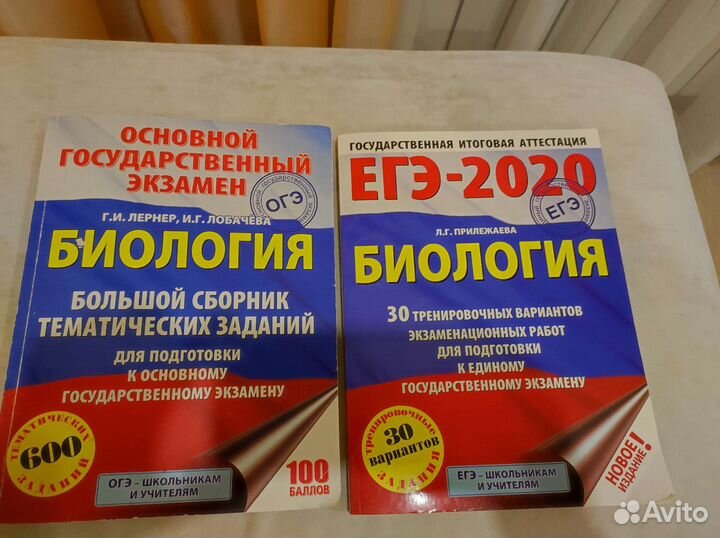 ОСНОВНОЙ
ГОСУДАРСТВЕННЫЙ
ЭКЗАМЕН
ОГЭ
Г.И. ЛЕРНЕР, И.Г. ЛОБАЧЁВА
БИОЛОГИЯ
БОЛЬШОЙ СБОРНИК
ТЕМАТИЧЕСКИХ ЗАДАНИЙ
ДЛЯ ПОДГОТОВКИ
К ОСНОВНОМУ
ГОСУДАРСТВЕННОМУ ЭКЗАМЕНУ
ТЕМАТИЧЕСКИХ
600
ЗАДАНИЙ
ОГЭ – ШКОЛЬНИКАМ
И УЧИТЕЛЯМ
100
БАЛЛОВ
ГОСУДАРСТВЕННАЯ ИТОГОВАЯ АТТЕСТАЦИЯ
ЕГЭ-2020
ЕГЭ
Л.Г. ПРИЛЕЖАЕВА
БИОЛОГИЯ
30 ТРЕНИРОВОЧНЫХ ВАРИАНТОВ
ЭКЗАМЕНАЦИОННЫХ РАБОТ
ДЛЯ ПОДГОТОВКИ
К ЕДИНОМУ
ГОСУДАРСТВЕННОМУ ЭКЗАМЕНУ
тренировочные
30
вариантов
ЗАДАНИЯ
ЕГЭ – ШКОЛЬНИКАМ
И УЧИТЕЛЯМ
НОВОЕ
ИЗДАНИЕ!
Avito